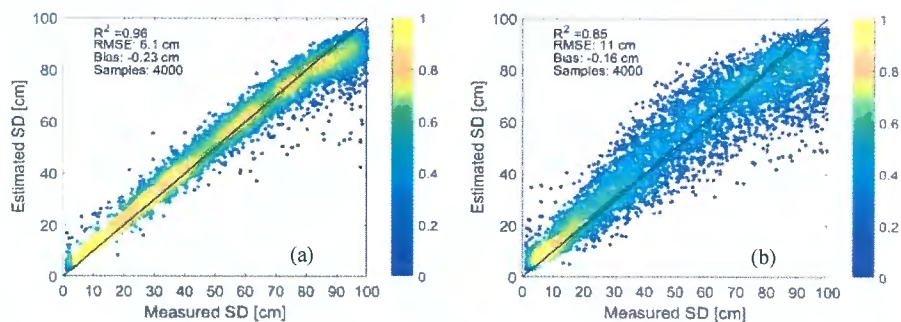 R² =0.96
RMSE: 6.1 cm
Bias: -0.23 cm
Samples: 4000
100
80
60
40
20
0
Estimated SD [cm]
0 10 20 30 40 50 60 70 80 90 100
Measured SD [cm]
(a)
1
0.8
0.6
0.4
0.2
0
R² =0.85
RMSE: 11 cm
Bias: -0.16 cm
Samples: 4000
100
80
60
40
20
0
Estimated SD [cm]
0 10 20 30 40 50 60 70 80 90 100
Measured SD [cm]
(b)
1
0.8
0.6
0.4
0.2
0